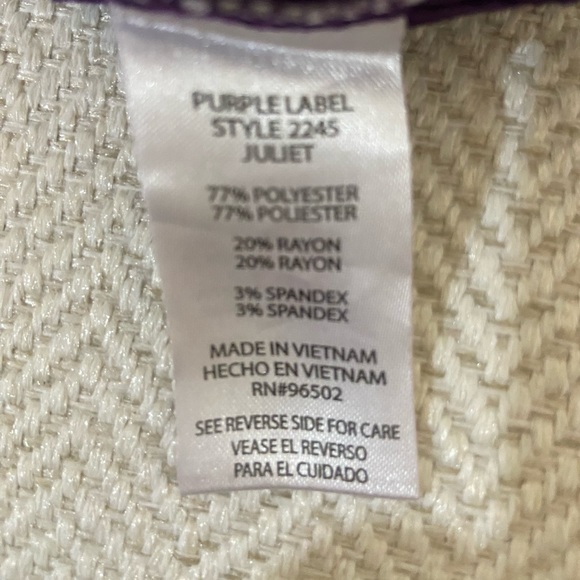 PURPLE LABEL
STYLE 2245
JULIET
77% POLYESTER
77% POLIESTER
20% RAYON
20% RAYON
3% SPANDEX
3% SPANDEX
MADE IN VIETNAM
HECHO EN VIETNAM
RN#96502
SEE REVERSE SIDE FOR CARE
VEASE EL REVERSO
PARA EL CUIDADO